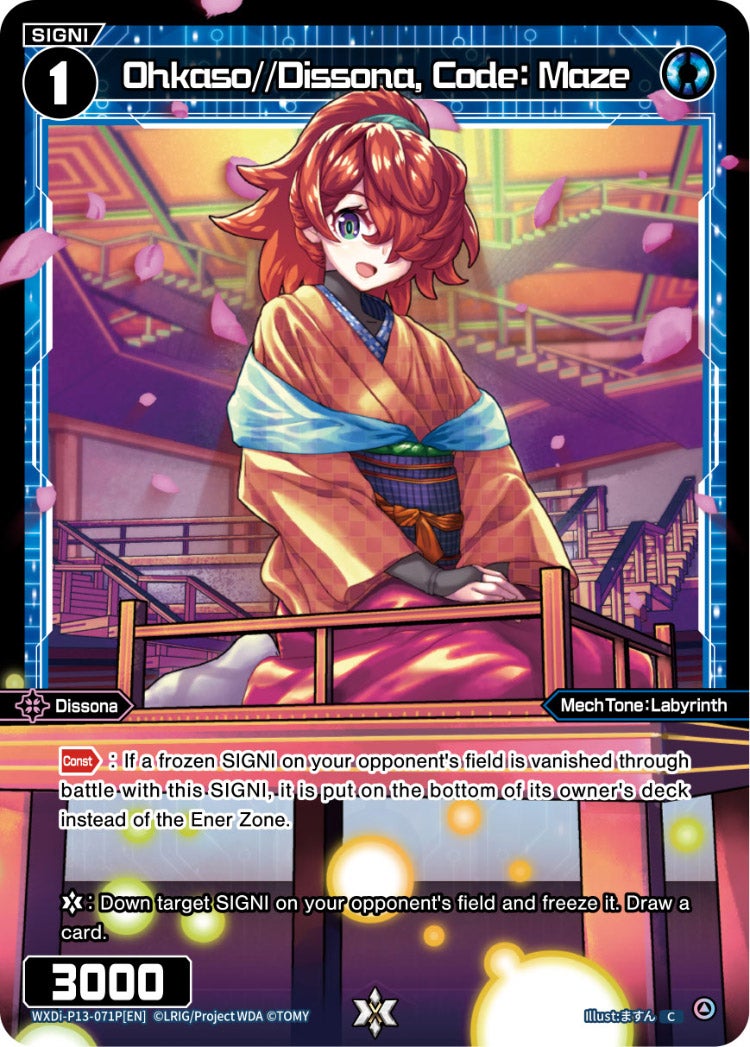 SIGNI
1
Ohkaso//Dissona, Code: Maze
Dissona
Mech Tone:Labyrinth
Const : If a frozen SIGNI on your opponent's field is vanished through
battle with this SIGNI, it is put on the bottom of its owner's deck
instead of the Ener Zone.
: Down target SIGNI on your opponent's field and freeze it. Draw a
card.
3000
WXDi-P13-071P[EN] ©LRIG/Project WDA ©TOMY
Illust:ますん C